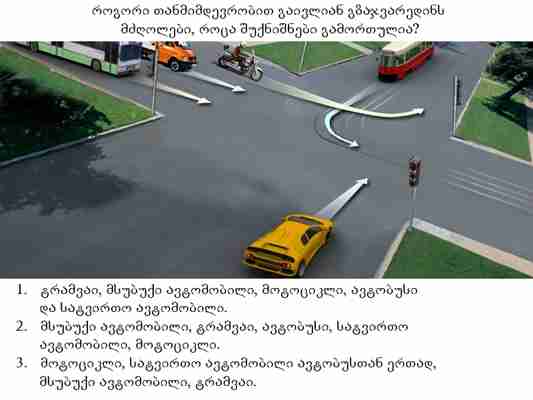 როგორი თანმიმდევრობით გაივლიან გზაჯვარედინს
მძღოლები, როცა შუქნიშნები გამორთულია?
1. ტრამვაი, მსუბუქი ავტომობილი, მოტოციკლი, ავტობუსი
და სატვირთო ავტომობილი.
2. მსუბუქი ავტომობილი, ტრამვაი, ავტობუსი, სატვირთო
ავტომობილი, მოტოციკლი.
3. მოტოციკლი, სატვირთო ავტომობილი ავტობუსთან ერთად,
მსუბუქი ავტომობილი, ტრამვაი.